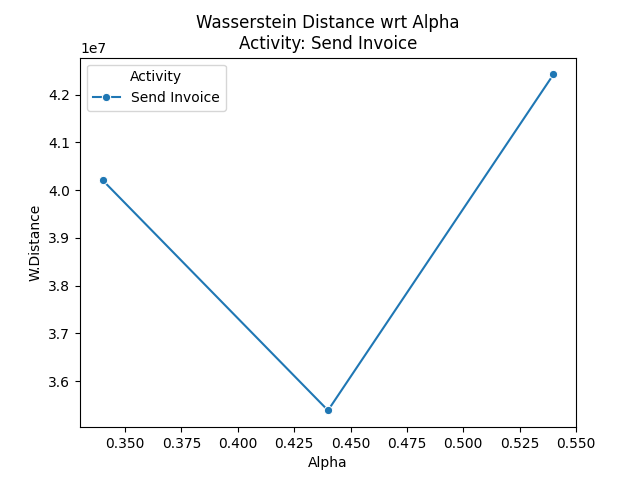 Wasserstein Distance wrt Alpha
Activity: Send Invoice
1e7
Activity
Send Invoice
4.2
4.1
4.0
3.9
3.8
3.7
3.6
W.Distance
0.350 0.375 0.400 0.425 0.450 0.475 0.500 0.525 0.550
Alpha